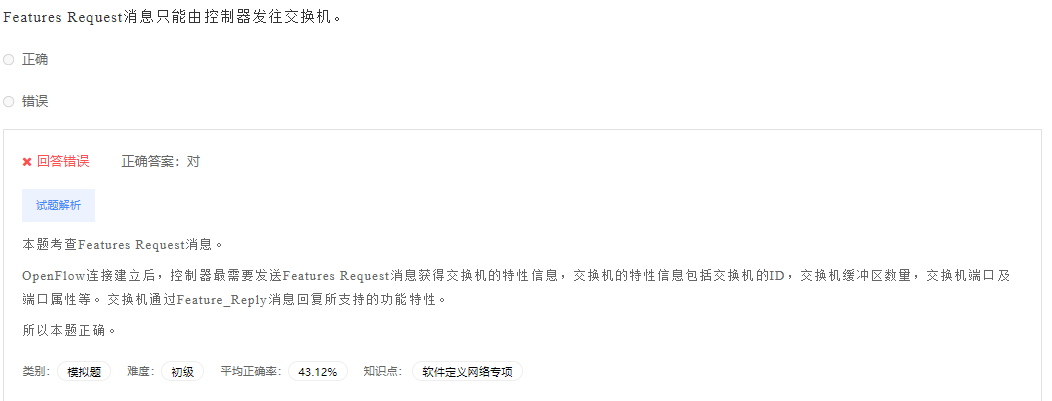 Features Request消息只能由控制器发往交换机。
正确
错误
回答错误 正确答案：对
试题解析
本题考查Features Request消息。
OpenFlow连接建立后，控制器最需要发送Features Request消息获得交换机的特性信息，交换机的特性信息包括交换机的ID，交换机缓冲区数量，交换机端口及
端口属性等。交换机通过Feature_Reply消息回复所支持的功能特性。
所以本题正确。
类别： 模拟题 难度： 初级 平均正确率： 43.12% 知识点： 软件定义网络专项